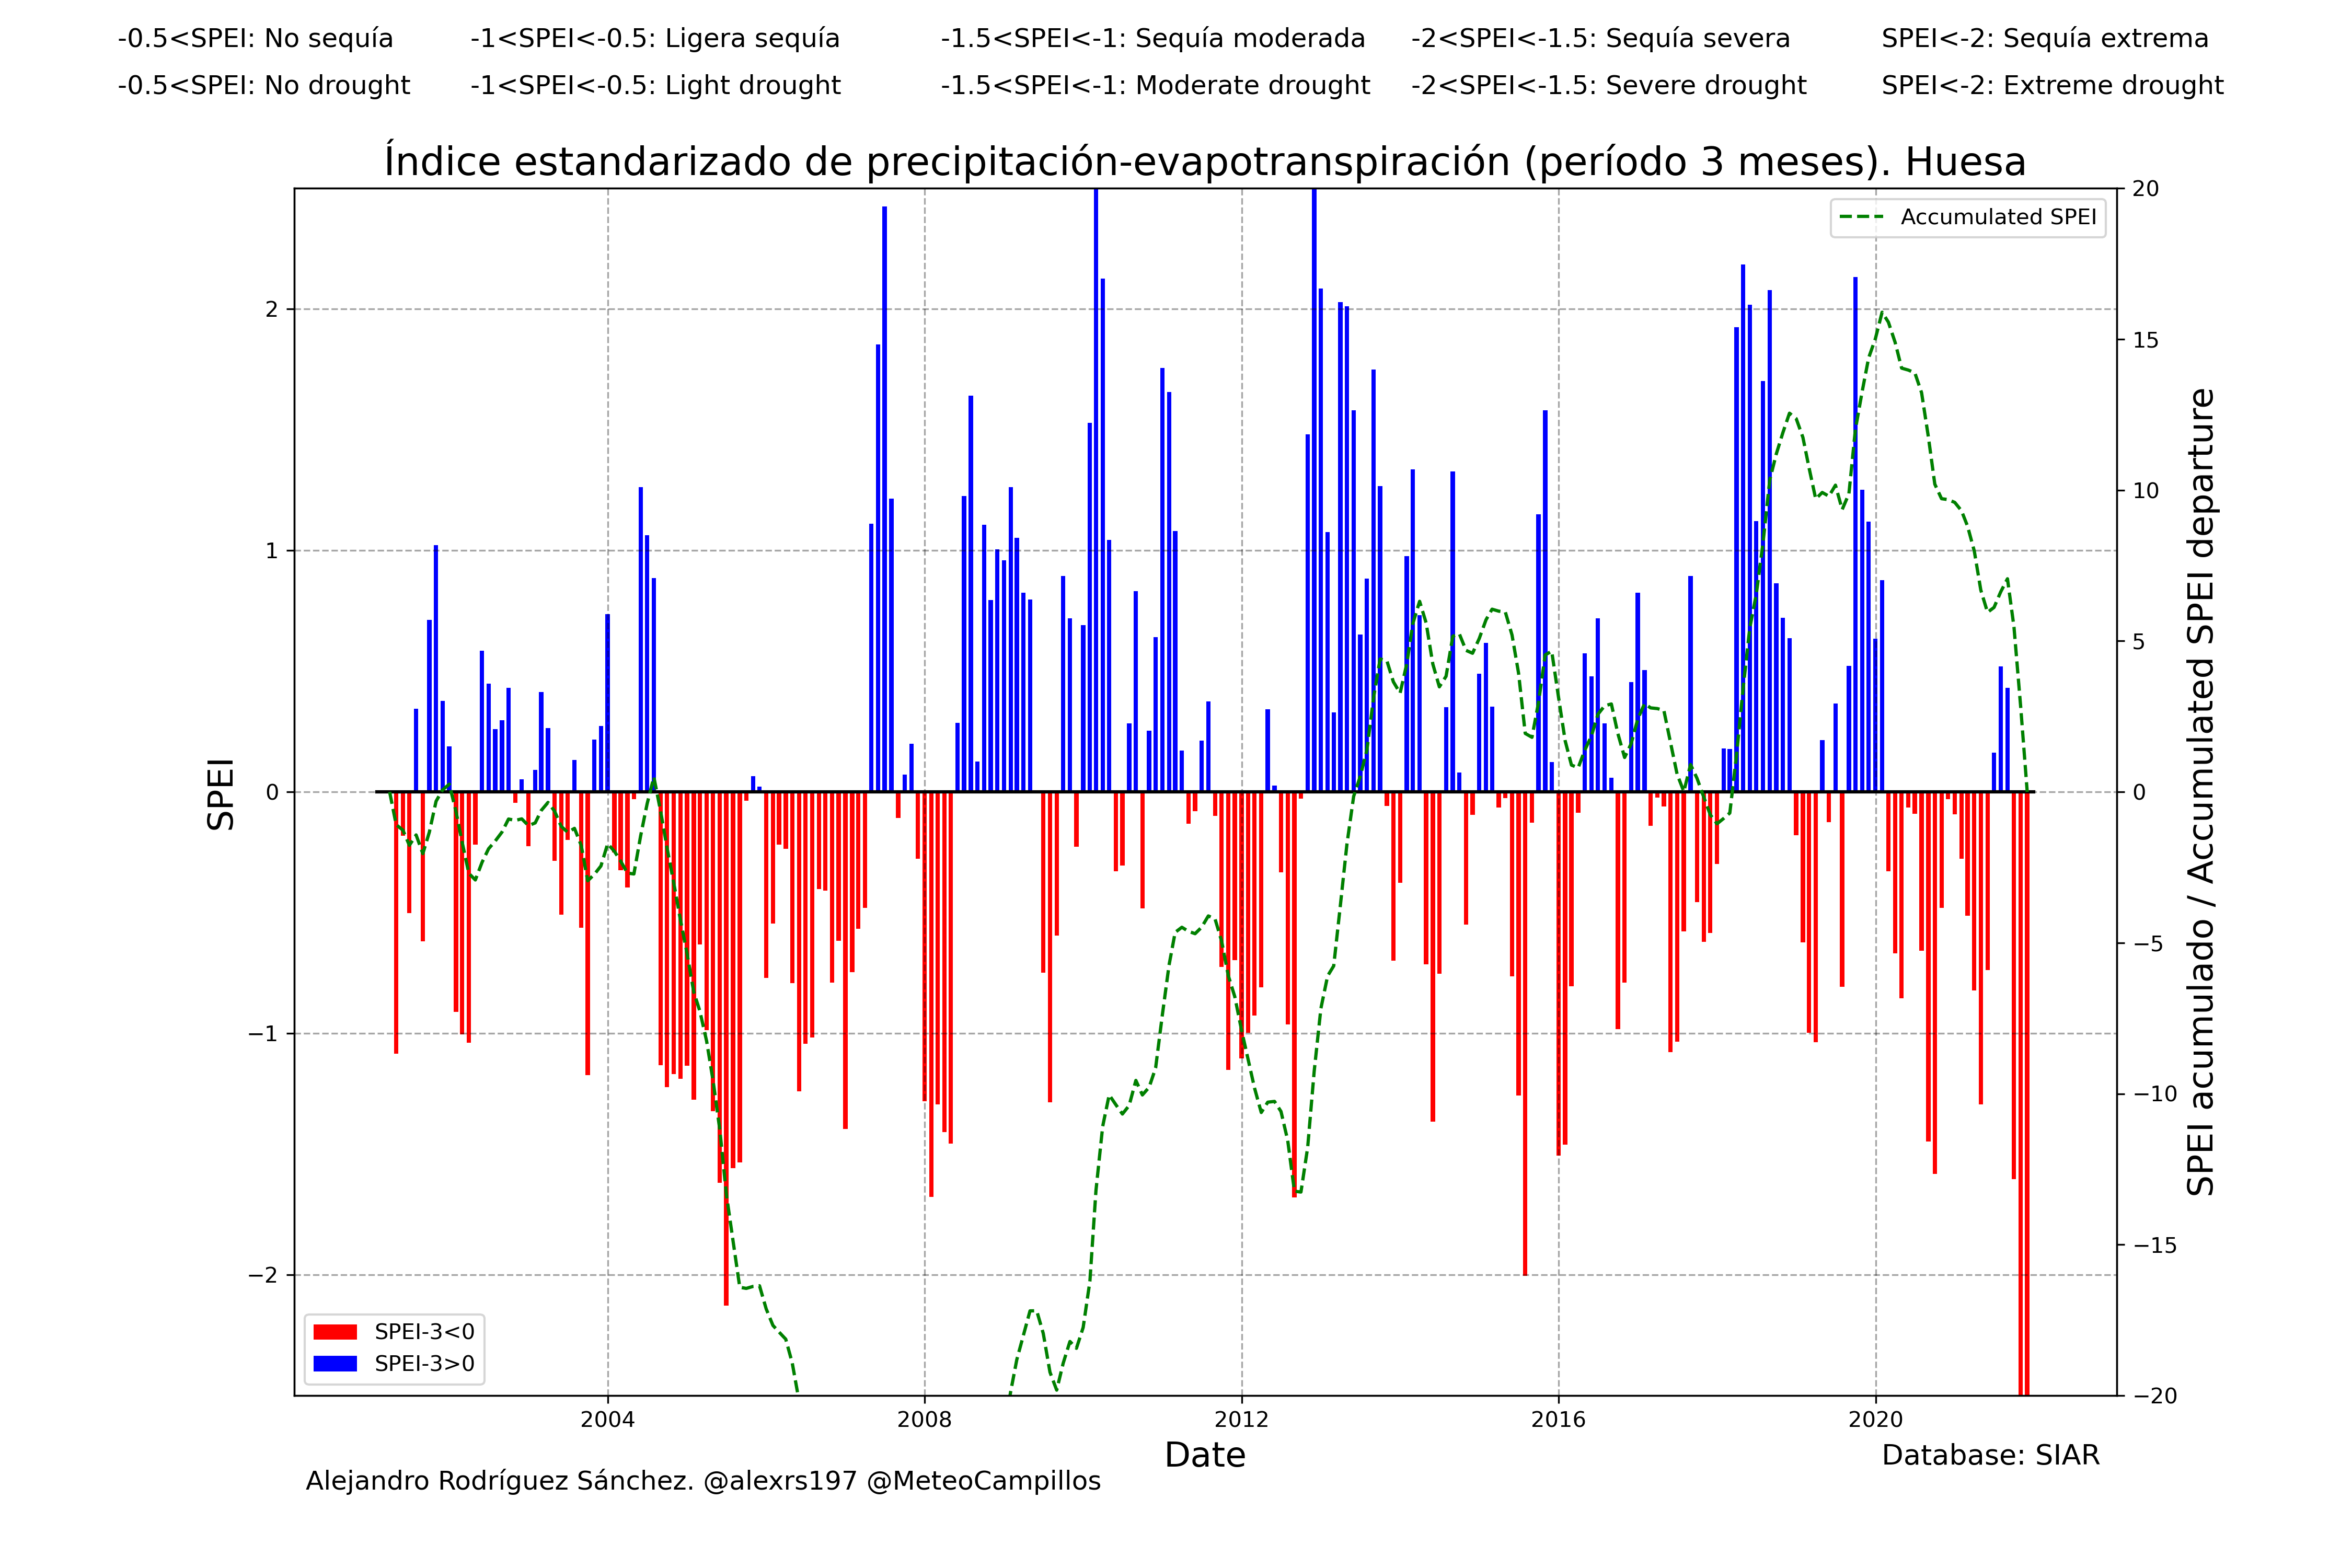 -0.5<SPEI: No sequía -1<SPEI<-0.5: Ligera sequía -1.5<SPEI<-1: Sequía moderada -2<SPEI<-1.5: Sequía severa SPEI<-2: Sequía extrema
-0.5<SPEI: No drought -1<SPEI<-0.5: Light drought -1.5<SPEI<-1: Moderate drought -2<SPEI<-1.5: Severe drought SPEI<-2: Extreme drought
Índice estandarizado de precipitación-evapotranspiración (período 3 meses). Huesa
Accumulated SPEI
SPEI
2
1
0
−1
−2
20
15
10
5
0
−5
−10
−15
−20
SPEI acumulado / Accumulated SPEI departure
SPEI-3<0
SPEI-3>0
2004 2008 2012 2016 2020
Date
Database: SIAR
Alejandro Rodríguez Sánchez. @alexrs197 @MeteoCampillos